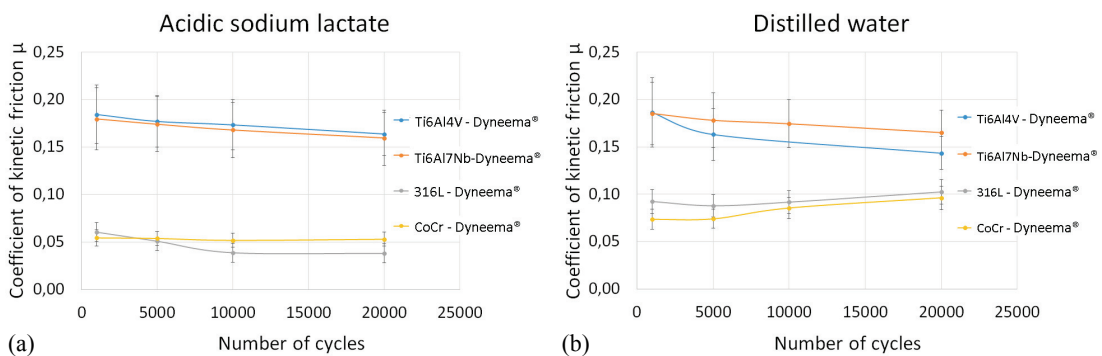 Acidic sodium lactate
Coefficient of kinetic friction µ
0,25
0,20
0,15
0,10
0,05
0,00
0
5000
10000
15000
20000
25000
Number of cycles
Ti6Al4V - Dyneema®
Ti6Al7Nb-Dyneema®
316L - Dyneema®
CoCr - Dyneema®
(a)
Distilled water
Coefficient of kinetic friction µ
0,25
0,20
0,15
0,10
0,05
0,00
0
5000
10000
15000
20000
25000
Number of cycles
Ti6Al4V - Dyneema®
Ti6Al7Nb-Dyneema®
316L - Dyneema®
CoCr - Dyneema®
(b)